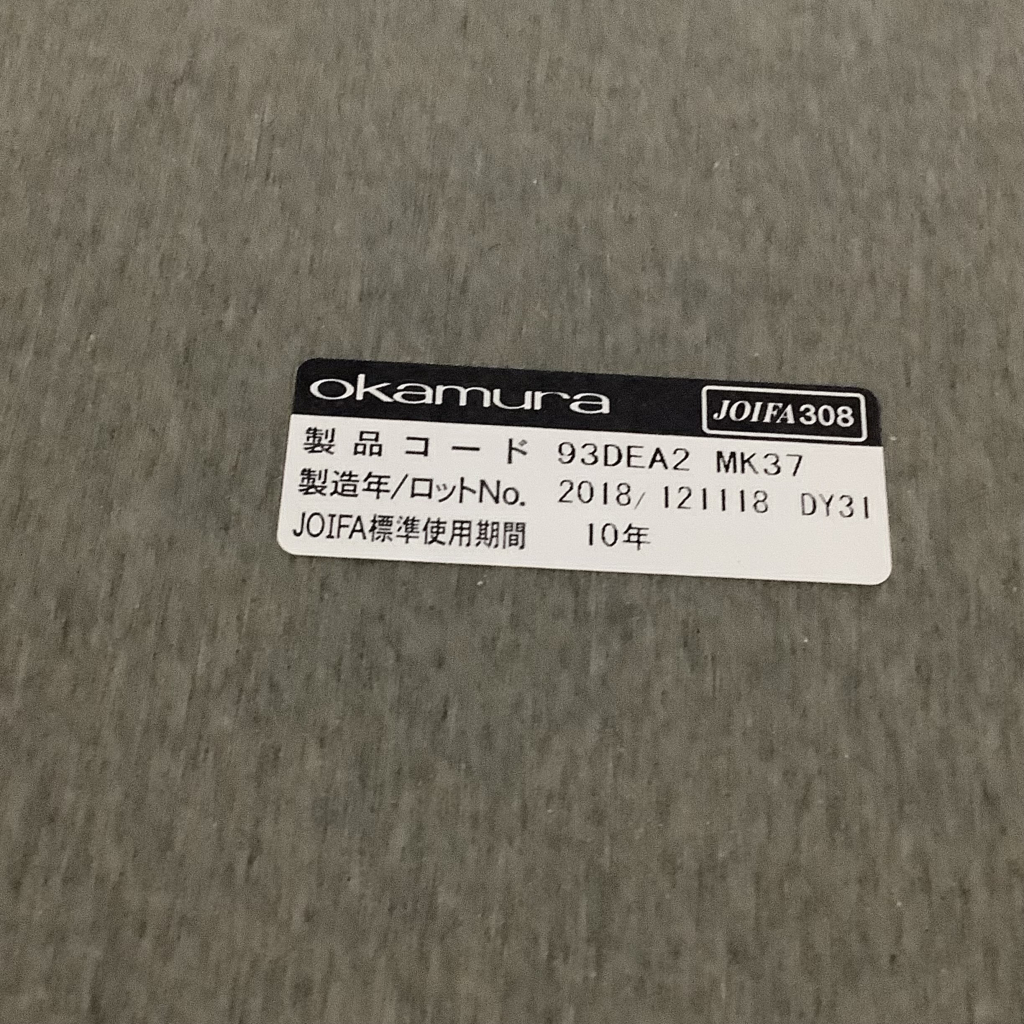 okamura JOIFA308
製品コード 93DEA2 MK37
製造年/ロットNo. 2018/121118 DY31
JOIFA標準使用期間 10年